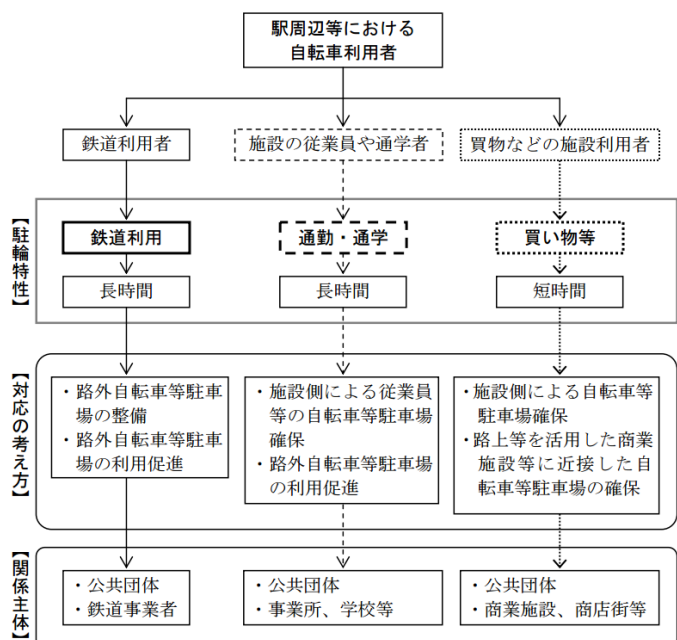 駅周辺等における
自転車利用者
鉄道利用者
施設の従業員や通学者
買物などの施設利用者
【駐輪特性】
鉄道利用
通勤・通学
買い物等
長時間
長時間
短時間
【対応の考え方】
・路外自転車等駐車
場の整備
・路外自転車等駐車
場の利用促進
・施設側による従業員
等の自転車等駐車場
確保
・路外自転車等駐車場
の利用促進
・施設側による自転車等
駐車場確保
・路上等を活用した商業
施設等に近接した自
転車等駐車場の確保
【関係主体】
・公共団体
・鉄道事業者
・公共団体
・事業所、学校等
・公共団体
・商業施設、商店街等